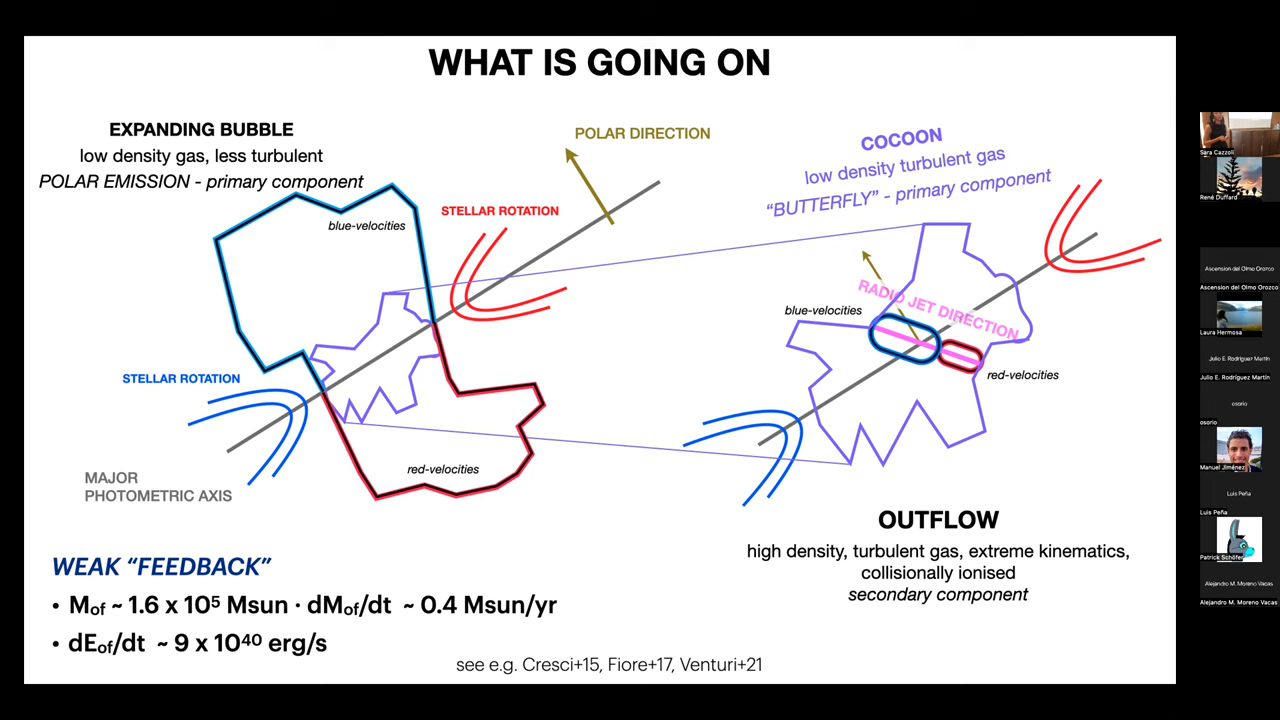 WHAT IS GOING ON
EXPANDING BUBBLE
low density gas, less turbulent
POLAR EMISSION - primary component
blue-velocities
POLAR DIRECTION
STELLAR ROTATION
COCOON
low density turbulent gas
“BUTTERFLY” - primary component
RADIO JET DIRECTION
blue-velocities
red-velocities
STELLAR ROTATION
red-velocities
MAJOR
PHOTOMETRIC AXIS
OUTFLOW
high density, turbulent gas, extreme kinematics,
collisionally ionised
secondary component
WEAK “FEEDBACK”
• Mof ~ 1.6 x 10⁵ Msun · dMof/dt ~ 0.4 Msun/yr
• dEof/dt ~ 9 x 10⁴⁰ erg/s
see e.g. Cresci+15, Fiore+17, Venturi+21
Sara Cazzoli
René Duffard
Ascension del Olmo Orozco
Ascension del Olmo Orozco
Laura Hermosa
Julio E. Rodríguez Martín
Julio E. Rodríguez Martín
osorio
osorio
Manuel Jiménez
Luis Peña
Luis Peña
Patrick Schöfer
Alejandro M. Moreno Vacas
Alejandro M. Moreno Vacas